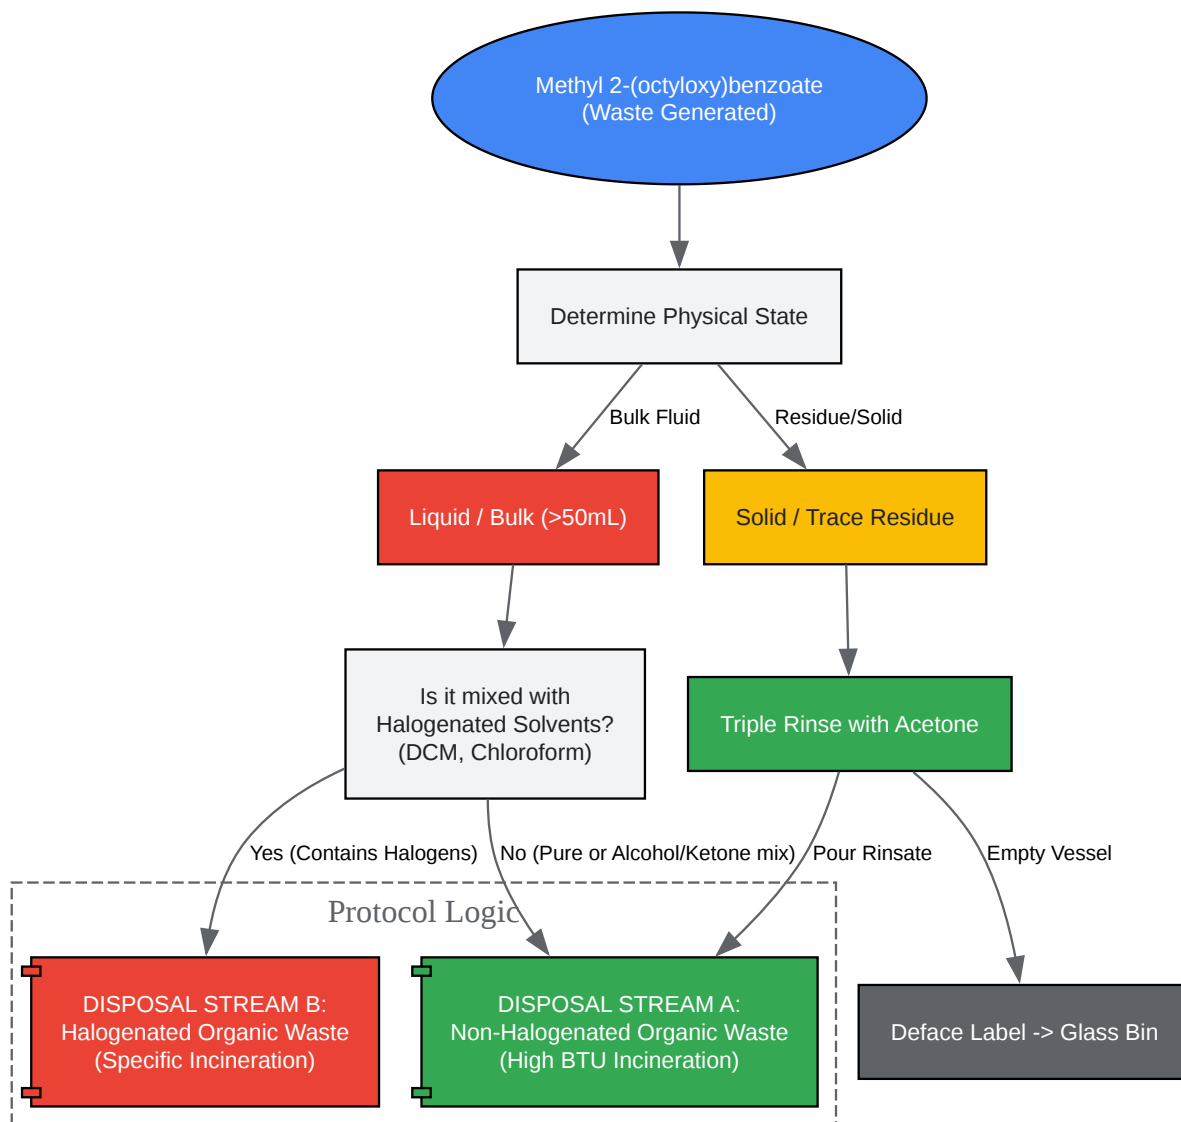 Methyl 2-(octyloxy)benzoate
(Waste Generated)
Determine Physical State
Bulk Fluid
Residue/Solid
Liquid / Bulk (>50mL)
Solid / Trace Residue
Is it mixed with
Halogenated Solvents?
(DCM, Chloroform)
Triple Rinse with Acetone
Yes (Contains Halogens)
No (Pure or Alcohol/Ketone mix)
Pour Rinsate
Empty Vessel
Protocol Logic
DISPOSAL STREAM B:
Halogenated Organic Waste
(Specific Incineration)
DISPOSAL STREAM A:
Non-Halogenated Organic Waste
(High BTU Incineration)
Deface Label -> Glass Bin